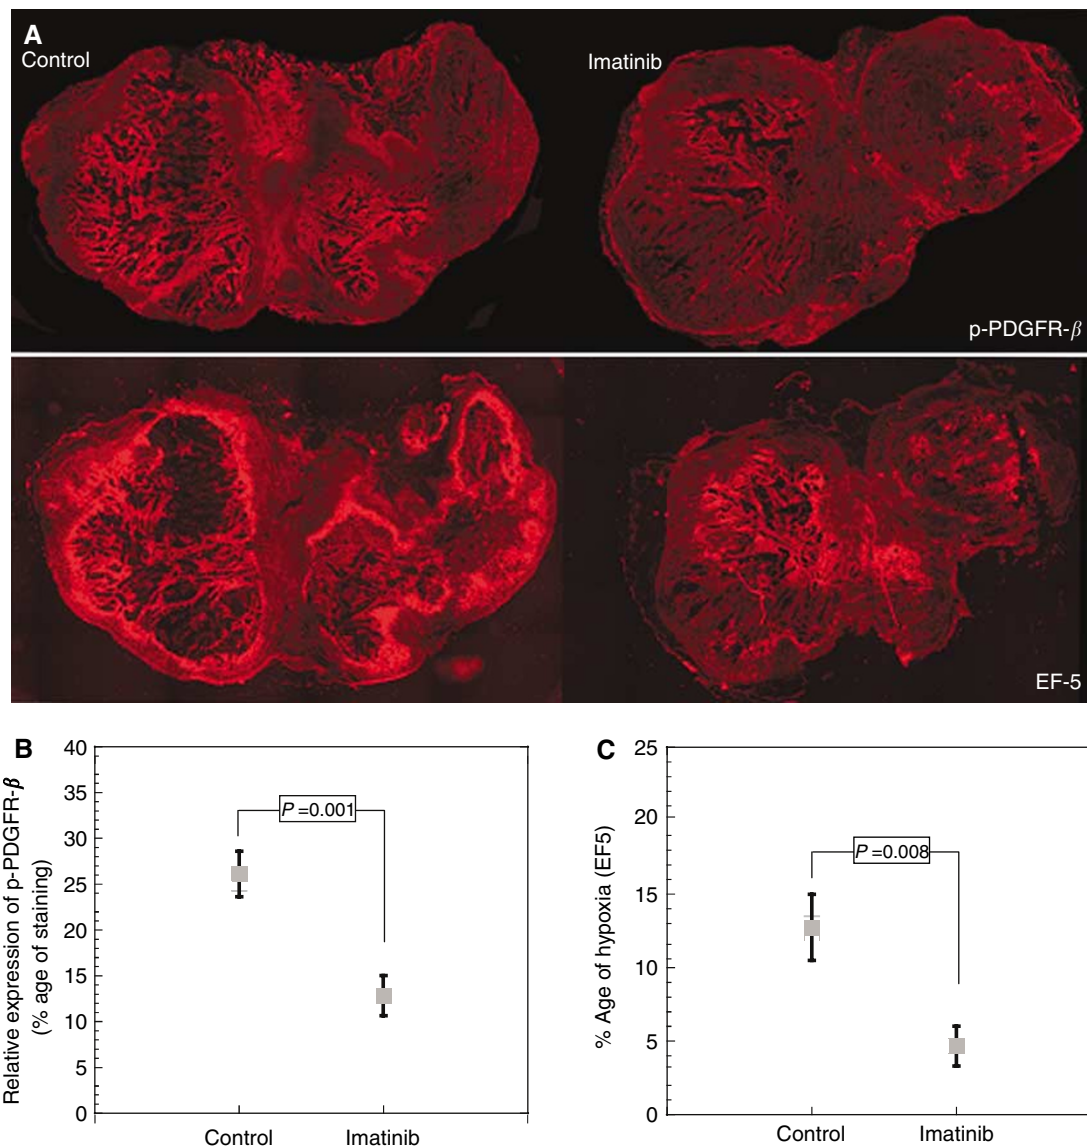 A
Control
Imatinib
p-PDGFR-β
EF-5
B
Relative expression of p-PDGFR-β
(% age of staining)
40
35
30
25
20
15
10
5
0
P=0.001
Control
Imatinib
C
% Age of hypoxia (EF5)
25
20
15
10
5
0
P=0.008
Control
Imatinib